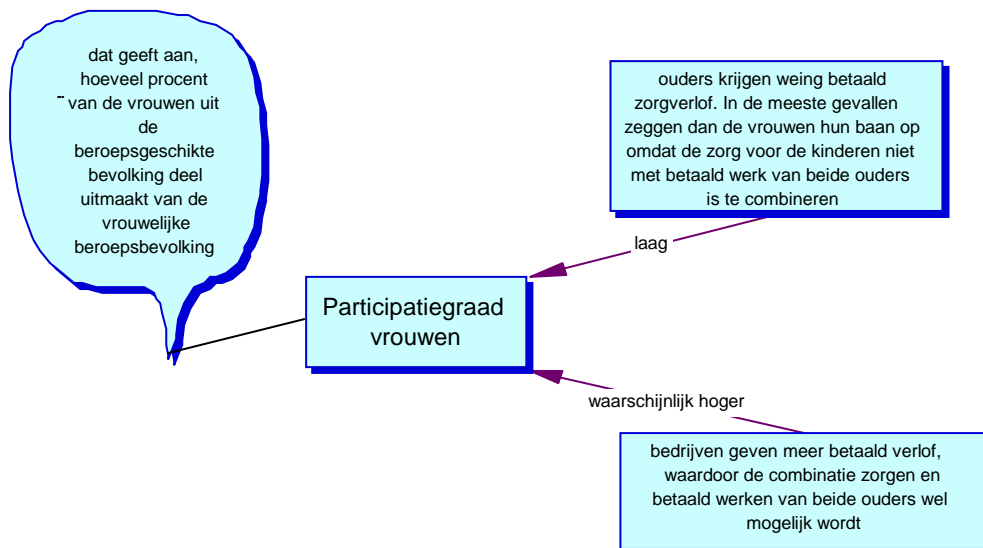 dat geeft aan,
hoeveel procent
van de vrouwen uit
de
beroepsgeschikte
bevolking deel
uitmaakt van de
vrouwelijke
beroepsbevolking
ouders krijgen weing betaald
zorgverlof. In de meeste gevallen
zeggen dan de vrouwen hun baan op
omdat de zorg voor de kinderen niet
met betaald werk van beide ouders
is te combineren
laag
Participatiegraad
vrouwen
waarschijnlijk hoger
bedrijven geven meer betaald verlof,
waardoor de combinatie zorgen en
betaald werken van beide ouders wel
mogelijk wordt